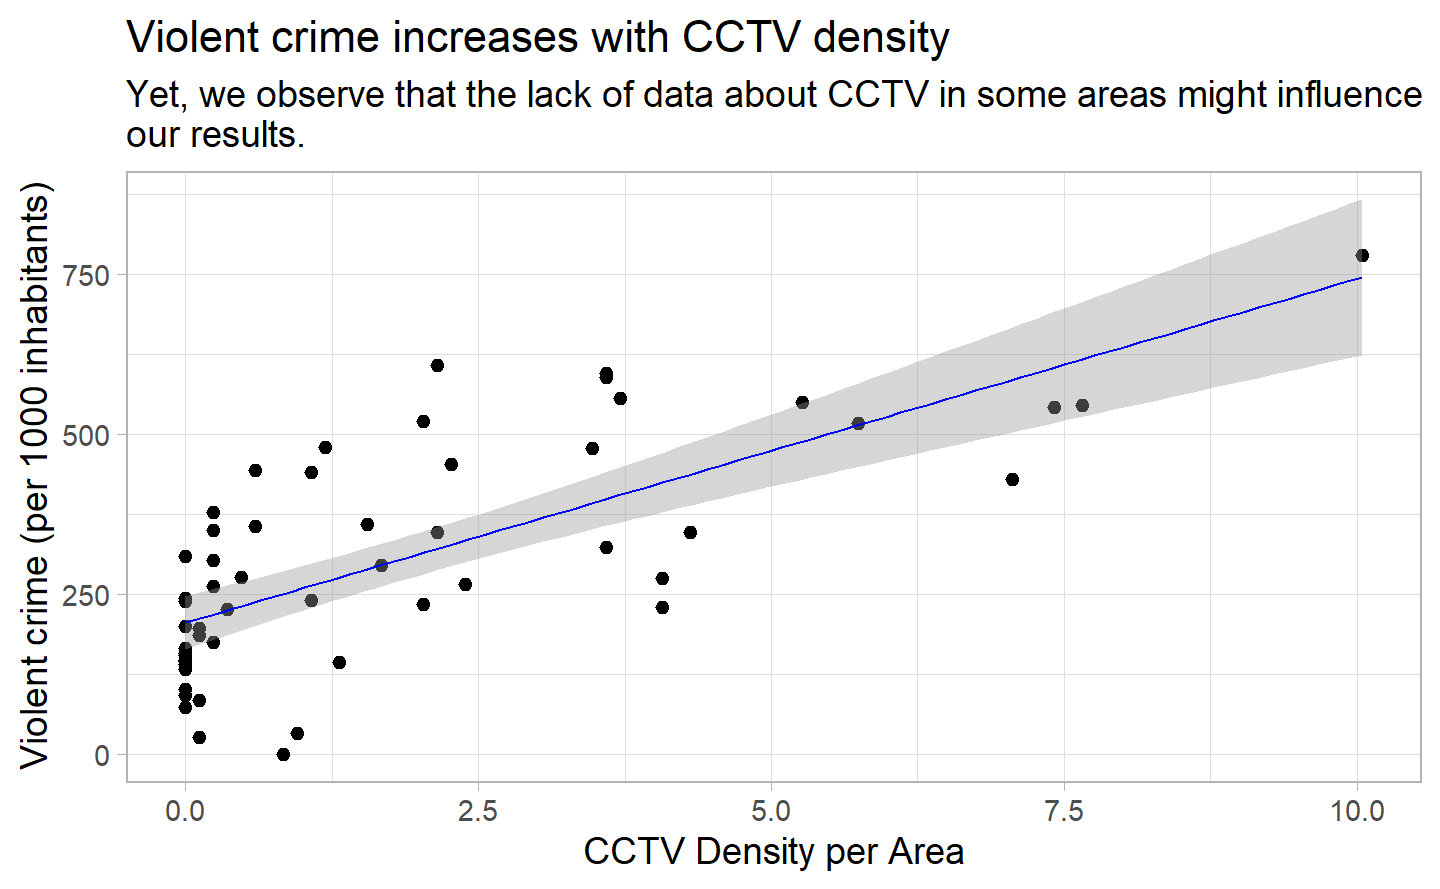 Violent crime increases with CCTV density
Yet, we observe that the lack of data about CCTV in some areas might influence
our results.
Violent crime (per 1000 inhabitants)
750
500
250
0
0.0
2.5
5.0
7.5
10.0
CCTV Density per Area